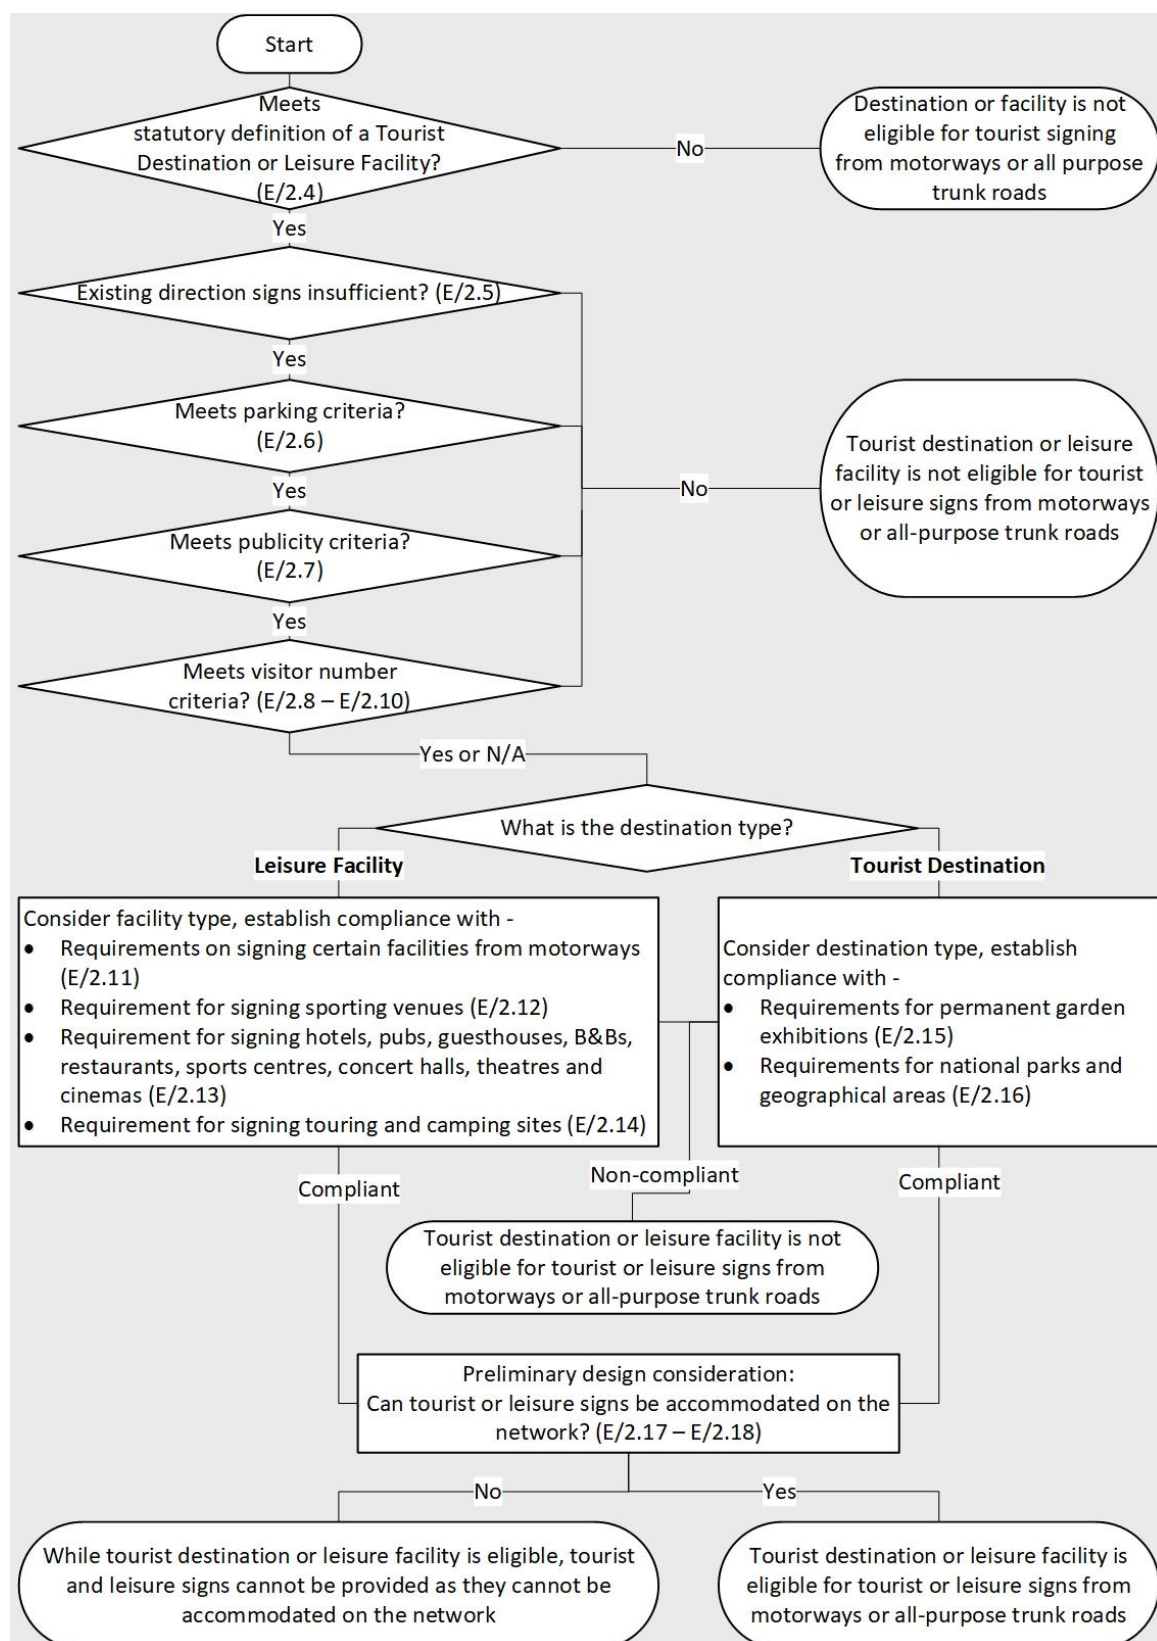 Start
Meets
statutory definition of a Tourist
Destination or Leisure Facility?
(E/2.4)
No
Destination or facility is not
eligible for tourist signing
from motorways or all purpose
trunk roads
Yes
Existing direction signs insufficient? (E/2.5)
Yes
Meets parking criteria?
(E/2.6)
No
Tourist destination or leisure
facility is not eligible for tourist
or leisure signs from motorways
or all-purpose trunk roads
Yes
Meets publicity criteria?
(E/2.7)
Yes
Meets visitor number
criteria? (E/2.8 – E/2.10)
Yes or N/A
What is the destination type?
Leisure Facility
Tourist Destination
Consider facility type, establish compliance with -
• Requirements on signing certain facilities from motorways
(E/2.11)
• Requirement for signing sporting venues (E/2.12)
• Requirement for signing hotels, pubs, guesthouses, B&Bs,
restaurants, sports centres, concert halls, theatres and
cinemas (E/2.13)
• Requirement for signing touring and camping sites (E/2.14)
Consider destination type, establish
compliance with -
• Requirements for permanent garden
exhibitions (E/2.15)
• Requirements for national parks and
geographical areas (E/2.16)
Compliant
Non-compliant
Compliant
Tourist destination or leisure facility is not
eligible for tourist or leisure signs from
motorways or all-purpose trunk roads
Preliminary design consideration:
Can tourist or leisure signs be accommodated on the
network? (E/2.17 – E/2.18)
No
Yes
While tourist destination or leisure facility is eligible, tourist
and leisure signs cannot be provided as they cannot be
accommodated on the network
Tourist destination or leisure facility is
eligible for tourist or leisure signs from
motorways or all-purpose trunk roads